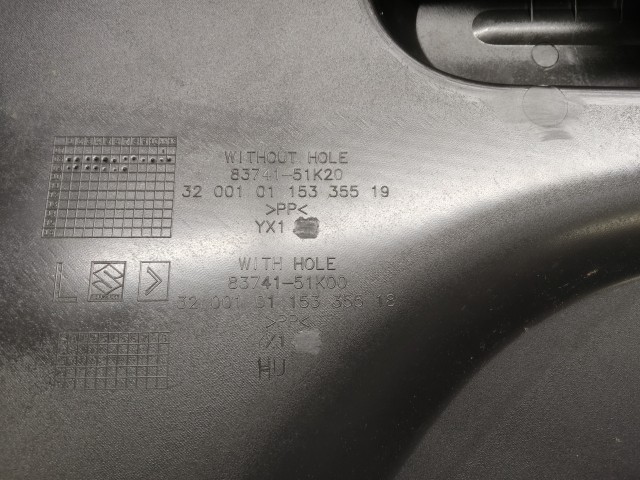 WITHOUT HOLE
83741-51K20
32 001 01 153 355 19
>PP<
YX1
L
WITH HOLE
83741-51K00
32 001 01 153 355 18
>PP<
HU